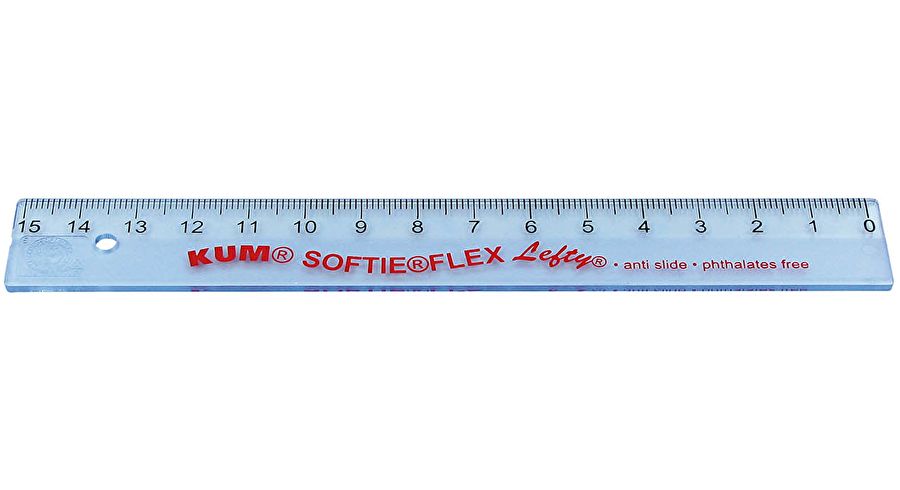 15 14 13 12 11 10 9 8 7 6 5 4 3 2 1 0
KUM® SOFTIE®FLEX Lefty® · anti slide · phthalates free